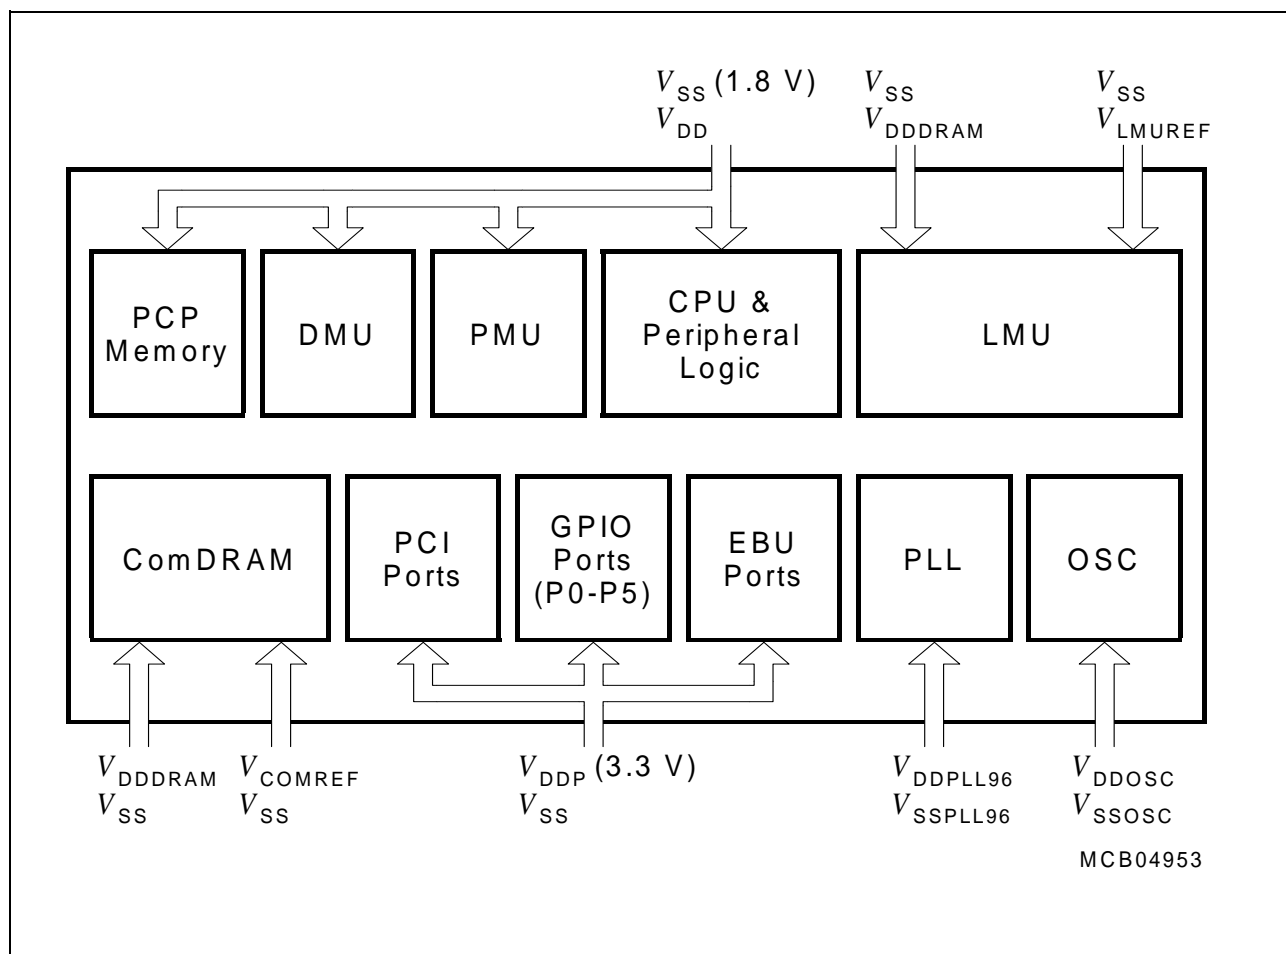 VSS (1.8 V)
VDD
VSS
VDDDRAM
VSS
VLMUREF
PCP
Memory
DMU
PMU
CPU &
Peripheral
Logic
LMU
ComDRAM
PCI
Ports
GPIO
Ports
(P0-P5)
EBU
Ports
PLL
OSC
VDDDRAM
VSS
VCOMREF
VSS
VDDP (3.3 V)
VSS
VDDPLL96
VSSPLL96
VDDOSC
VSSOSC
MCB04953